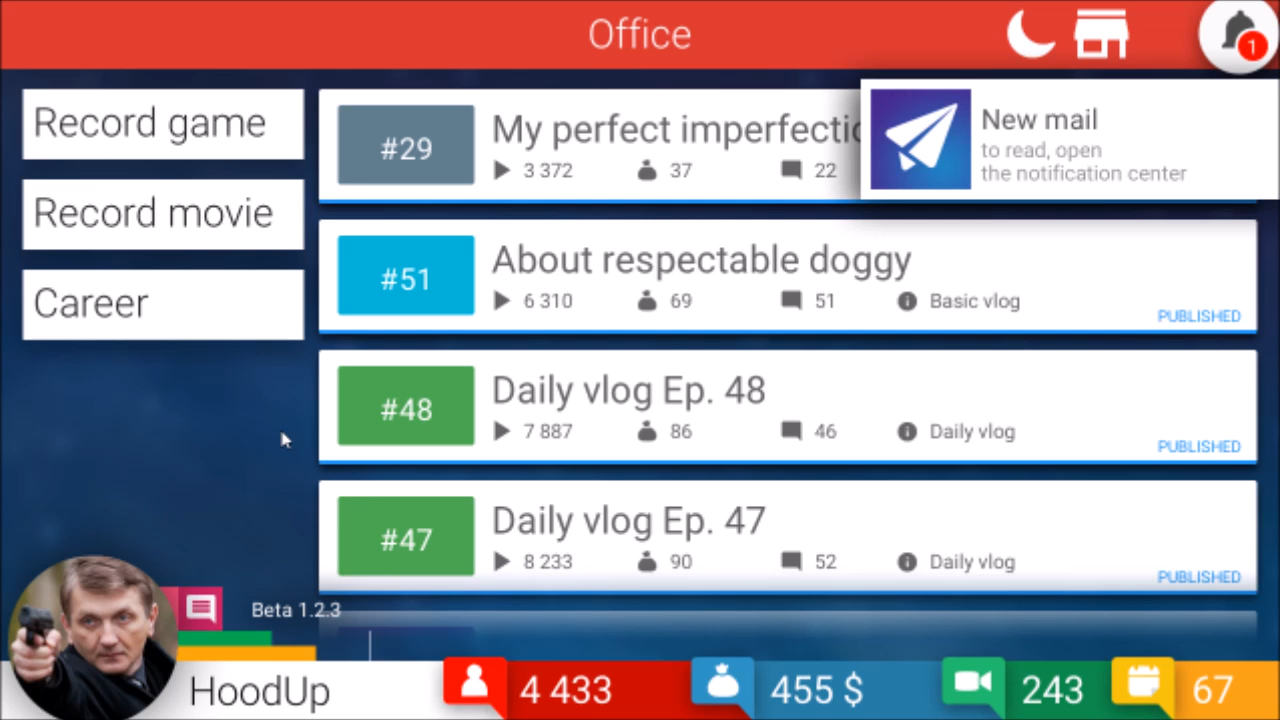 Office
1
Record game
Record movie
Career
#29
My perfect imperfectio
3 372
37
22
New mail
to read, open
the notification center
#51
About respectable doggy
6 310
69
51
Basic vlog
PUBLISHED
#48
Daily vlog Ep. 48
7 887
86
46
Daily vlog
PUBLISHED
#47
Daily vlog Ep. 47
8 233
90
52
Daily vlog
PUBLISHED
Beta 1.2.3
HoodUp
4 433
455 $
243
67